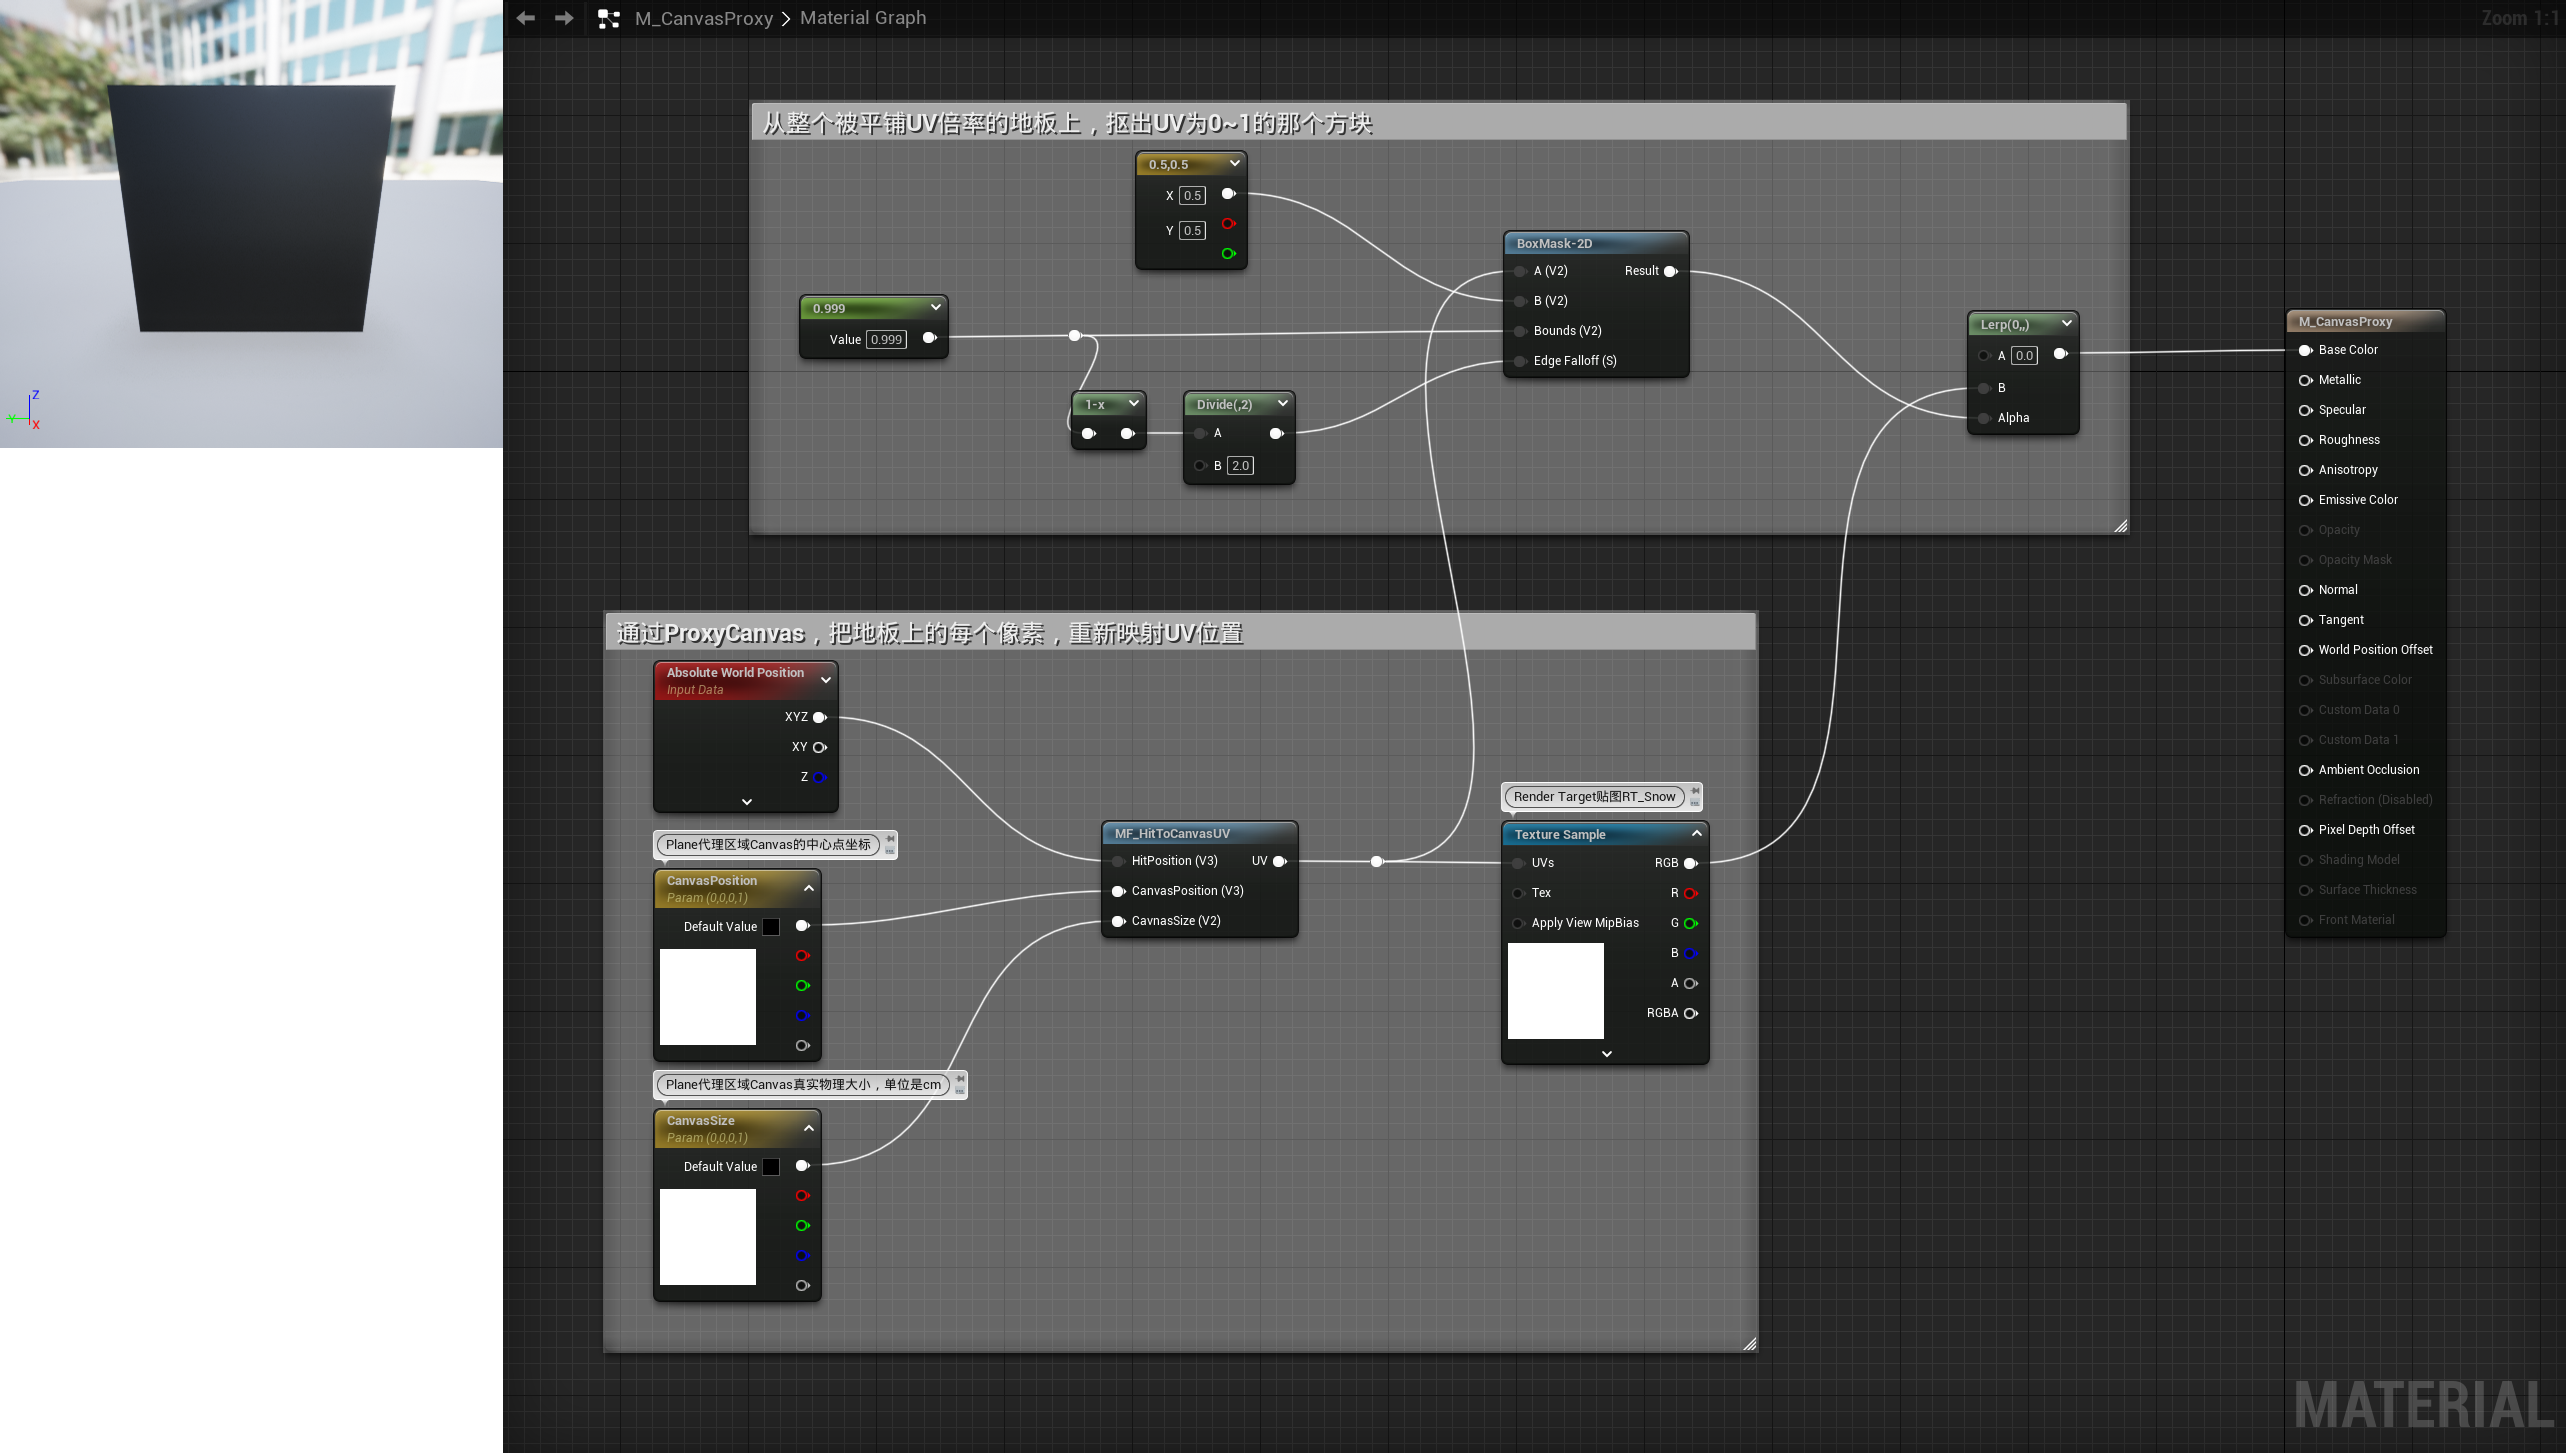 M_CanvasProxy > Material Graph
Zoom 1:1
从整个被平铺UV倍率的地板上，抠出UV为0~1的那个方块
0.5,0.5
X 0.5
Y 0.5
0.999
Value 0.999
1-x
Divide(,2)
A
B 2.0
BoxMask-2D
A (V2) Result
B (V2)
Bounds (V2)
Edge Falloff (S)
Lerp(0,,)
A 0.0
B
Alpha
M_CanvasProxy
Base Color
Metallic
Specular
Roughness
Anisotropy
Emissive Color
Opacity
Opacity Mask
Normal
Tangent
World Position Offset
Subsurface Color
Custom Data 0
Custom Data 1
Ambient Occlusion
Refraction (Disabled)
Pixel Depth Offset
Shading Model
Surface Thickness
Front Material
通过ProxyCanvas，把地板上的每个像素，重新映射UV位置
Absolute World Position
Input Data
XYZ
XY
Z
Plane代理区域Canvas的中心点坐标
CanvasPosition
Param (0,0,0,1)
Default Value
Plane代理区域Canvas真实物理大小，单位是cm
CanvasSize
Param (0,0,0,1)
Default Value
MF_HitToCanvasUV
HitPosition (V3) UV
CanvasPosition (V3)
CavnasSize (V2)
Render Target贴图RT_Snow
Texture Sample
UVs RGB
Tex R
Apply View MipBias G
B
A
RGBA
Z
Y
X
MATERIAL